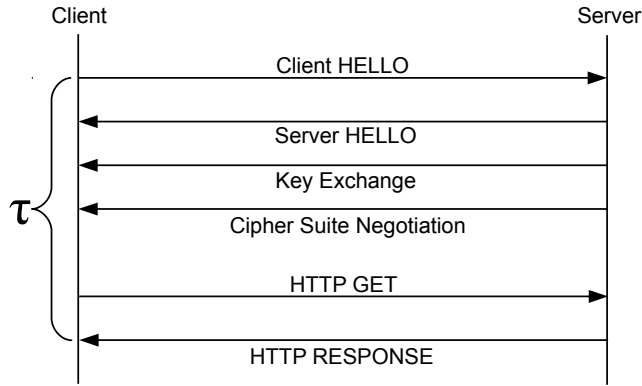 Client Server
Client HELLO
Server HELLO
Key Exchange
Cipher Suite Negotiation
τ
HTTP GET
HTTP RESPONSE